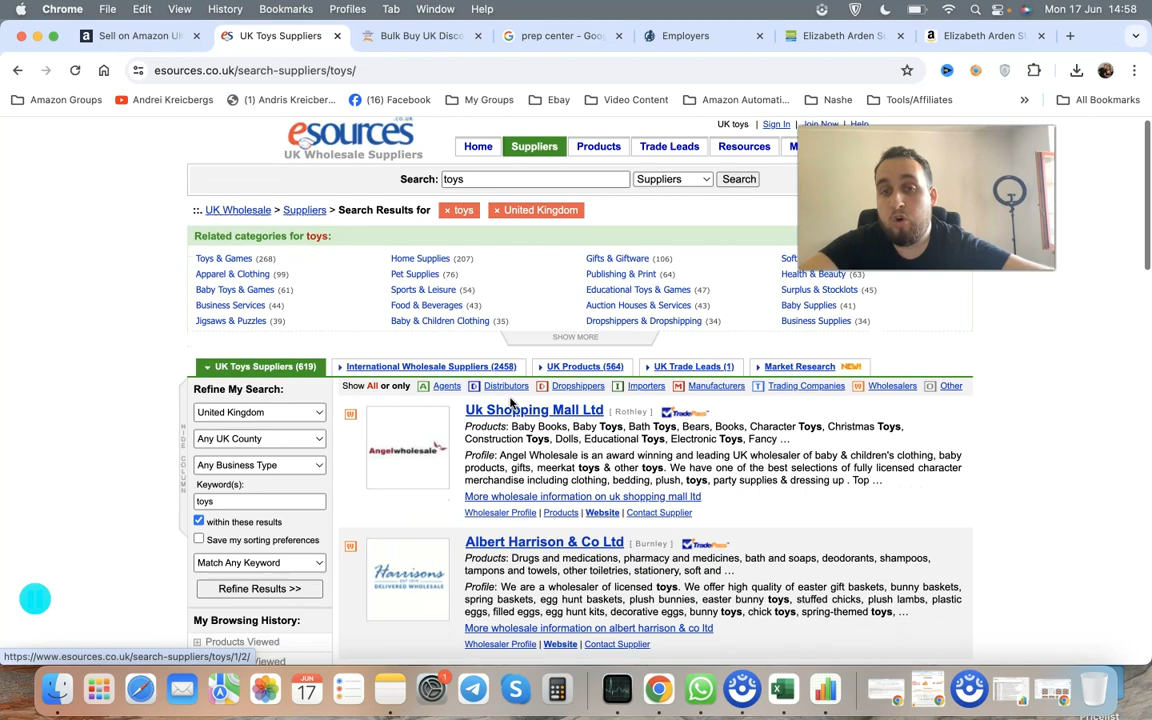 Chrome File Edit View History Bookmarks Profiles Tab Window Help Mon 17 Jun 14:58
Sell on Amazon U UK Toys Suppliers Bulk Buy UK Disco prep center - Goo Employers Elizabeth Arden S Elizabeth Arden S
esources.co.uk/search-suppliers/toys/
Amazon Groups Andrei Kreicbergs (1) Andris Kreicber... (16) Facebook My Groups Ebay Video Content Amazon Automati... Nashe Tools/Affiliates All Bookmarks
UK toys Sign In Join Now Help
esources .CO.UK
UK Wholesale Suppliers
Home Suppliers Products Trade Leads Resources M
Search: toys Suppliers Search
::. UK Wholesale > Suppliers > Search Results for × toys × United Kingdom
Related categories for toys:
Toys & Games (268) Home Supplies (207) Gifts & Giftware (106) Sof
Apparel & Clothing (99) Pet Supplies (76) Publishing & Print (64) Health & Beauty (63)
Baby Toys & Games (61) Sports & Leisure (54) Educational Toys & Games (47) Surplus & Stocklots (45)
Business Services (44) Food & Beverages (43) Auction Houses & Services (43) Baby Supplies (41)
Jigsaws & Puzzles (39) Baby & Children Clothing (35) Dropshippers & Dropshipping (34) Business Supplies (34)
SHOW MORE
UK Toys Suppliers (619) International Wholesale Suppliers (2458) UK Products (564) UK Trade Leads (1) Market Research NEW!
Refine My Search: Show All or only A Agents D Distributors D Dropshippers I Importers M Manufacturers T Trading Companies W Wholesalers O Other
United Kingdom
Any UK County
Any Business Type
Keyword(s):
toys
within these results
Save my sorting preferences
Match Any Keyword
Refine Results >>
My Browsing History:
Products Viewed
HIDE COLUMN
W Angelwholesale Uk Shopping Mall Ltd [ Rothley ] TradePass
Products: Baby Books, Baby Toys, Bath Toys, Bears, Books, Character Toys, Christmas Toys,
Construction Toys, Dolls, Educational Toys, Electronic Toys, Fancy ...
Profile: Angel Wholesale is an award winning and leading UK wholesaler of baby & children's clothing, baby
products, gifts, meerkat toys & other toys. We have one of the best selections of fully licensed character
merchandise including clothing, bedding, plush, toys, party supplies & dressing up . Top ...
More wholesale information on uk shopping mall ltd
Wholesaler Profile | Products | Website | Contact Supplier
W Harrisons DELIVERED WHOLESALE Albert Harrison & Co Ltd [ Burnley ] TradePass
Products: Drugs and medications, pharmacy and medicines, bath and soaps, deodorants, shampoos,
tampons and towels, other toiletries, stationery, soft and ...
Profile: We are a wholesaler of licensed toys. We offer high quality of easter gift baskets, bunny baskets,
spring baskets, egg hunt baskets, plush bunnies, easter bunny toys, stuffed chicks, plush lambs, plastic
eggs, filled eggs, egg hunt kits, decorative eggs, bunny toys, chick toys, spring-themed toys, ...
More wholesale information on albert harrison & co ltd
Wholesaler Profile | Website | Contact Supplier
https://www.esources.co.uk/search-suppliers/toys/1/2/
JUN
17
1
Pricelist